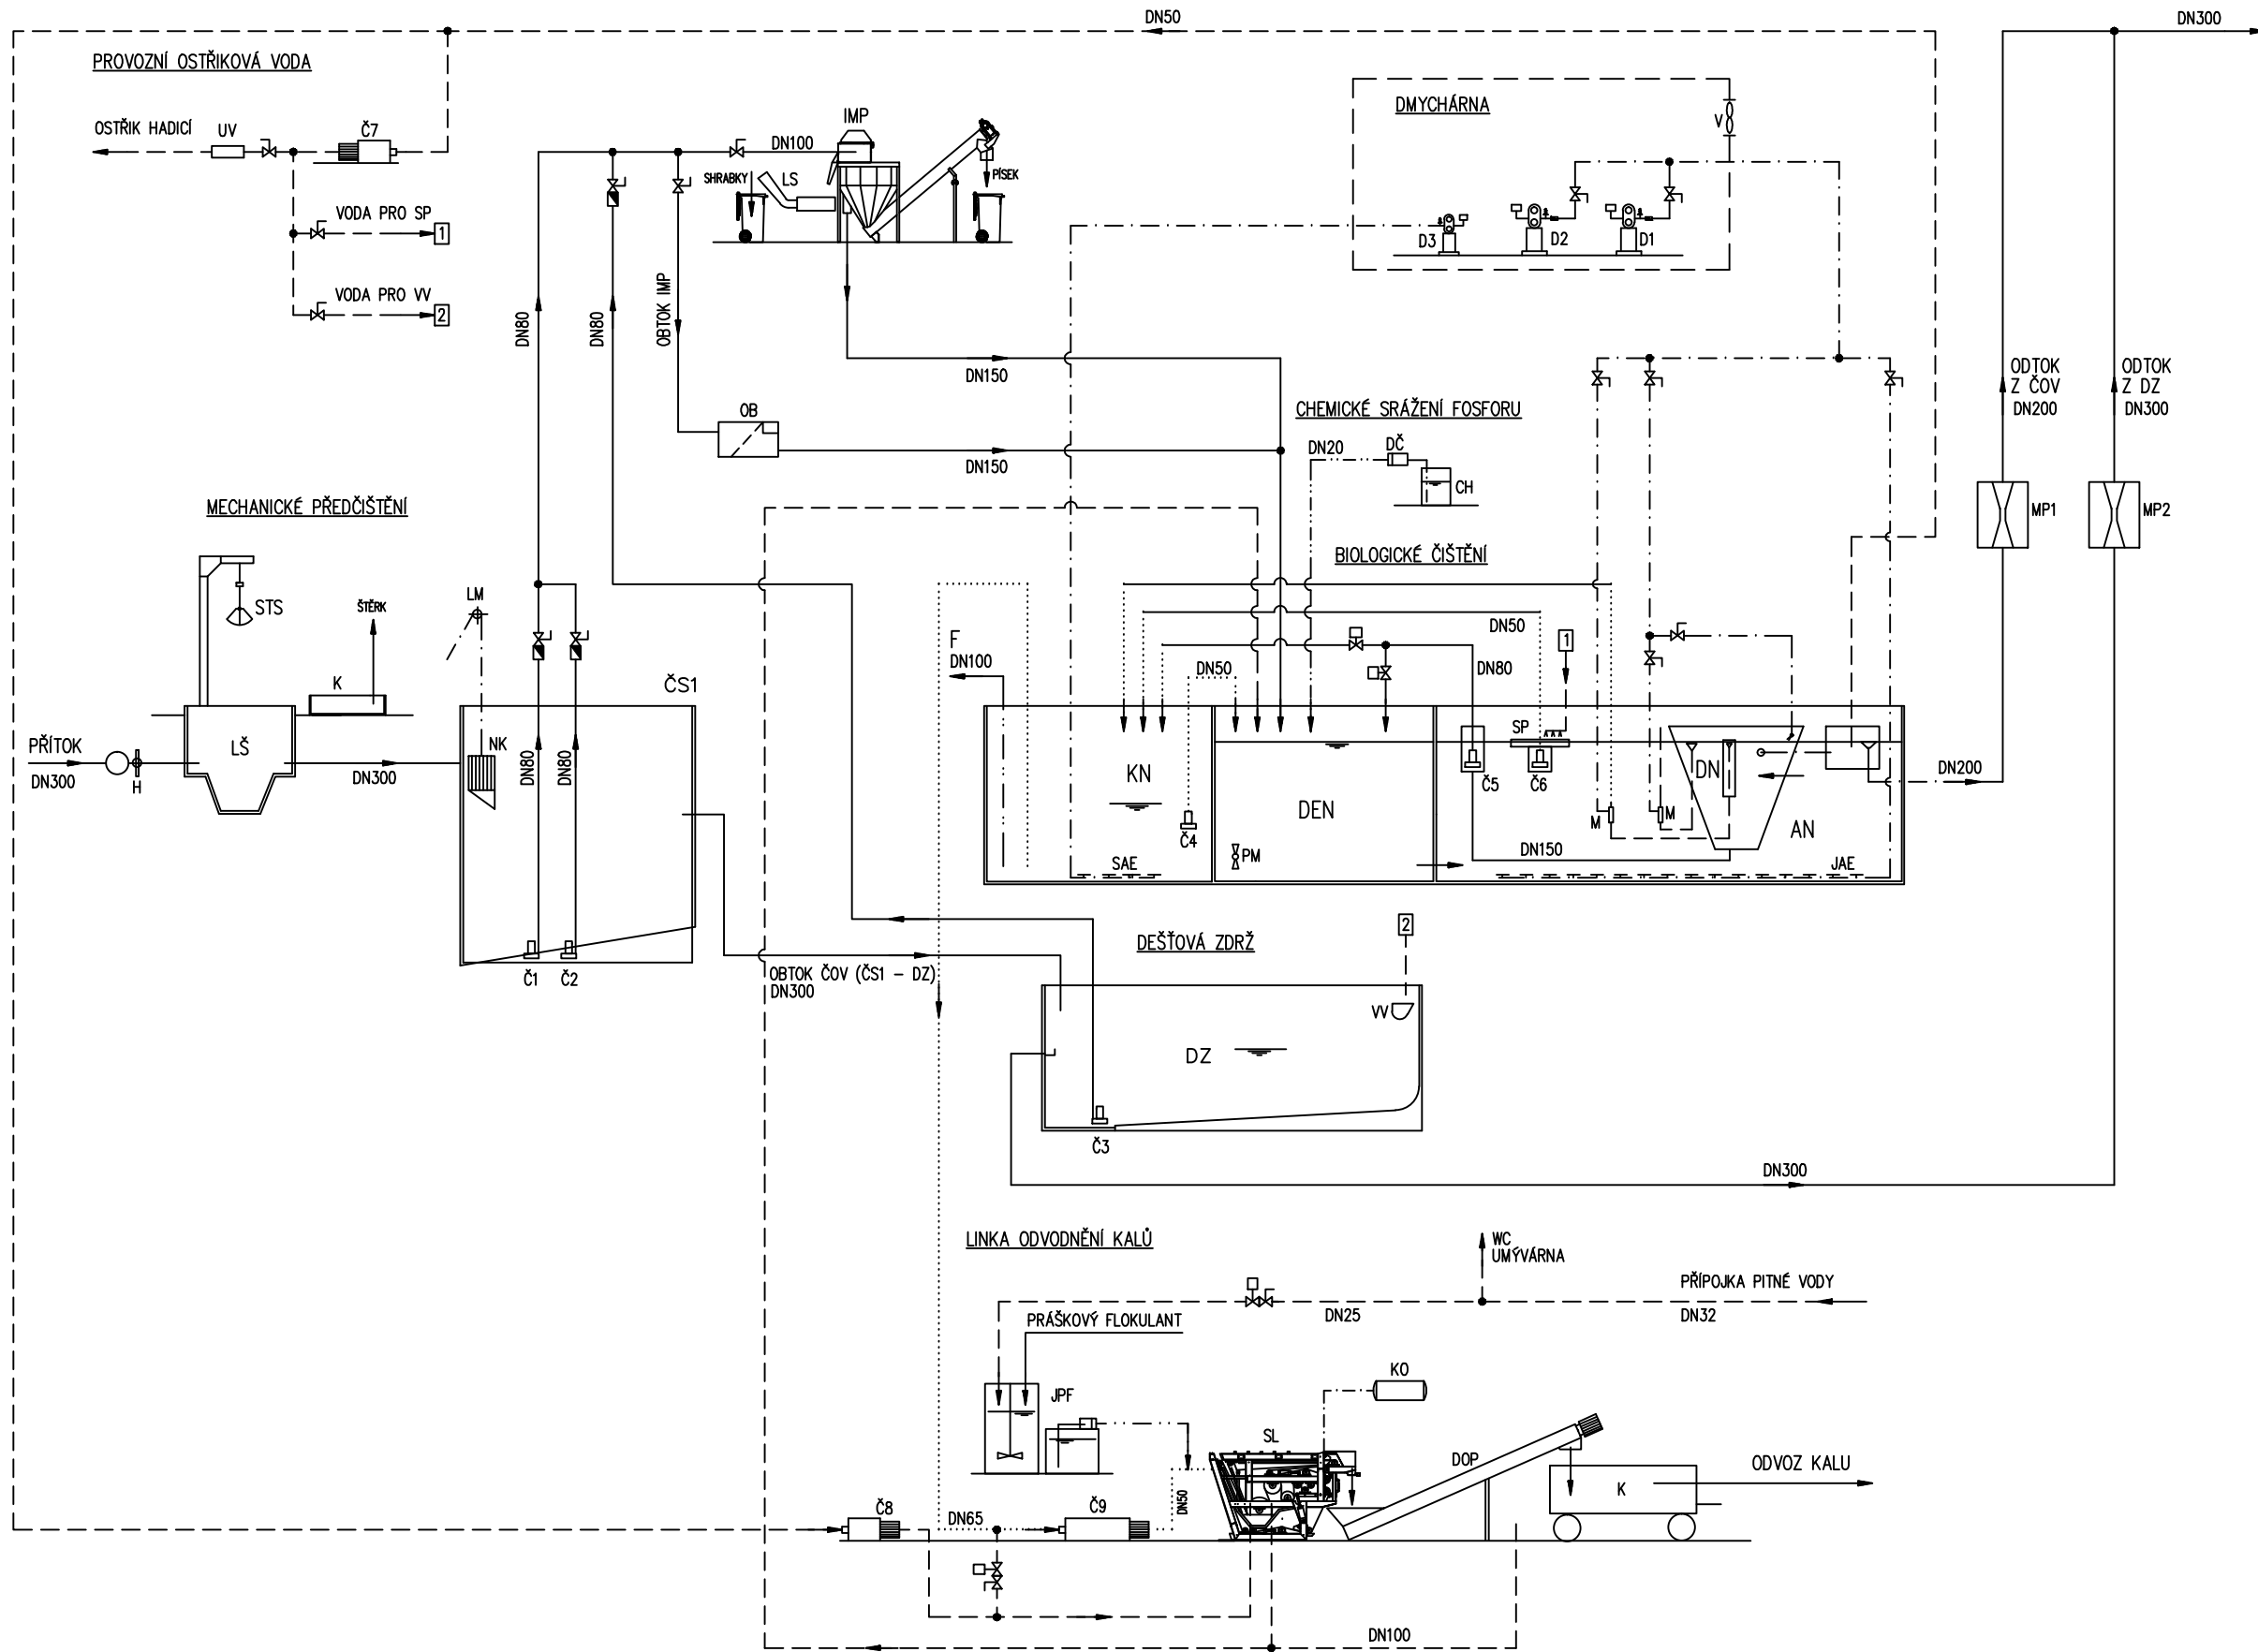 DN50
DN300
PROVOZNÍ OSTŘIKOVÁ VODA
OSTŘIK HADICÍ
UV
Č7
VODA PRO SP
1
VODA PRO VV
2
IMP
DN100
SHRABKY
LS
PÍSEK
DN80
DN80
OBTOK IMP
DN150
OB
DN150
DMYCHÁRNA
V
D3
D2
D1
ODTOK
Z ČOV
DN200
ODTOK
Z DZ
DN300
MP1
MP2
CHEMICKÉ SRÁŽENÍ FOSFORU
DN20
DČ
CH
MECHANICKÉ PŘEDČIŠTĚNÍ
STS
ŠTĚRK
K
LM
ČS1
PŘÍTOK
DN300
H
LŠ
DN300
NK
DN80
DN80
Č1
Č2
BIOLOGICKÉ ČIŠTĚNÍ
F
DN100
DN50
DN50
1
DN80
SP
KN
DEN
Č4
SAE
PM
Č5
Č6
DN
M
M
AN
DN150
JAE
DN200
OBTOK ČOV (ČS1 - DZ)
DN300
DEŠŤOVÁ ZDRŽ
2
VV
DZ
Č3
DN300
LINKA ODVODNĚNÍ KALŮ
WC
UMÝVÁRNA
PŘÍPOJKA PITNÉ VODY
DN25
DN32
PRÁŠKOVÝ FLOKULANT
JPF
KO
SL
DOP
K
ODVOZ KALU
Č8
DN65
Č9
DN50
DN100